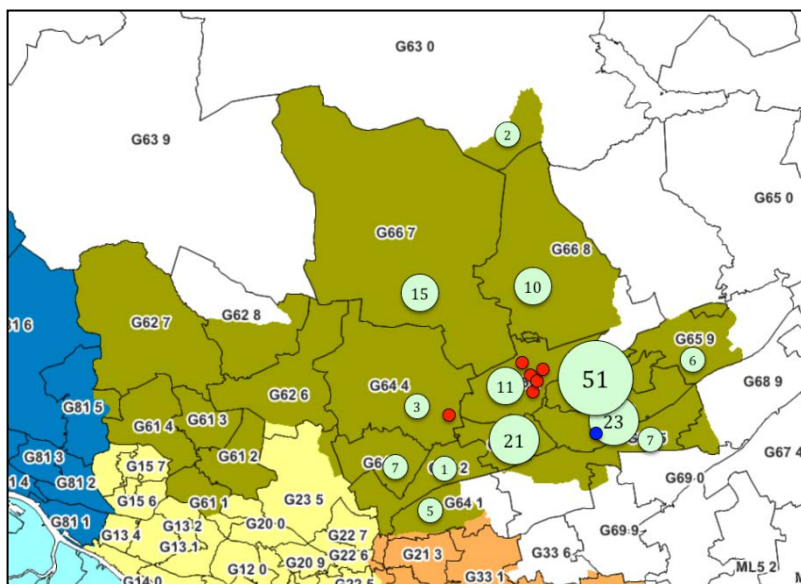 G63 0
G63 9
2
G65 0
G66 7
G66 8
10
15
G62 7
G62 8
G65 9
6
51
11
G62 6
G64 4
3
G68 9
G81 5
G61 4
G61 3
23
21
7
G67 4
G61 2
G81 3
G15 7
7
1
G69 0
G81 2
G15 6
G61 1
G23 5
5
G64 1
G81 1
G13 4
G13 2
G20 0
G22 7
G69 9
G13 1
G22 6
G21 3
G33 6
G12 0
G20 9
ML5 2
G14 0
G22 5
G33 1